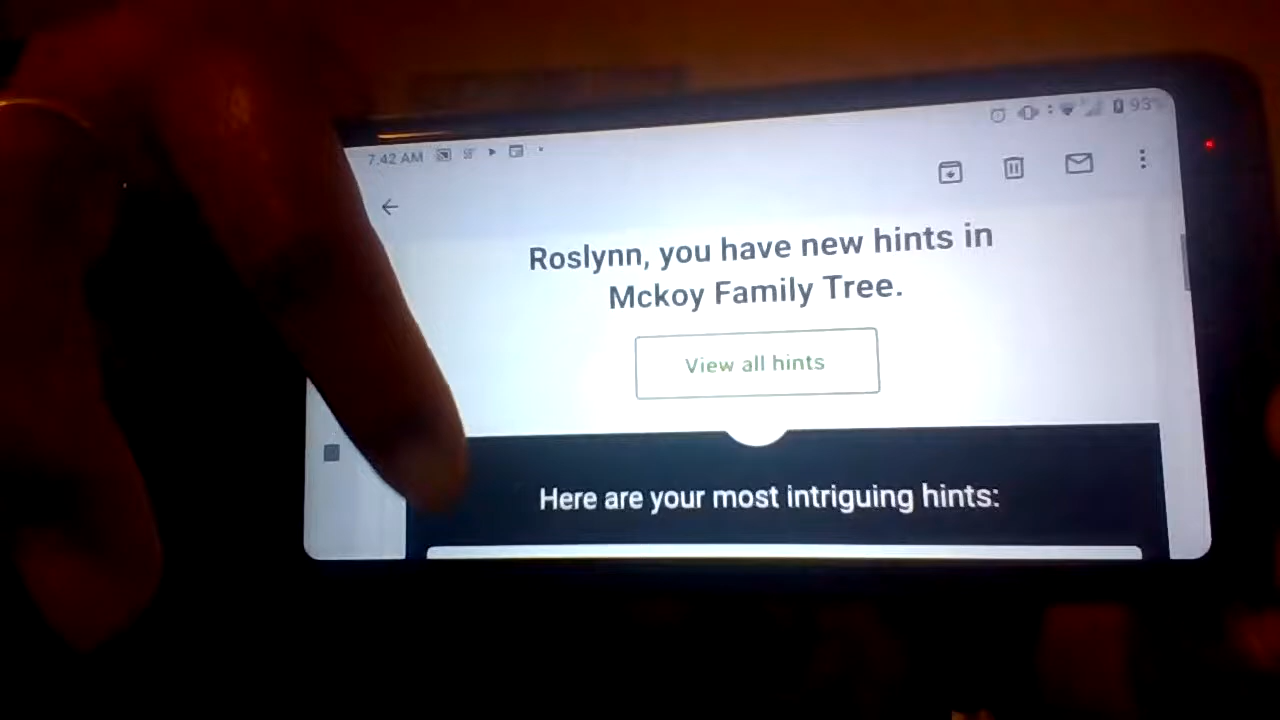 7:42 AM
93%
Roslynn, you have new hints in
Mckoy Family Tree.
View all hints
Here are your most intriguing hints: